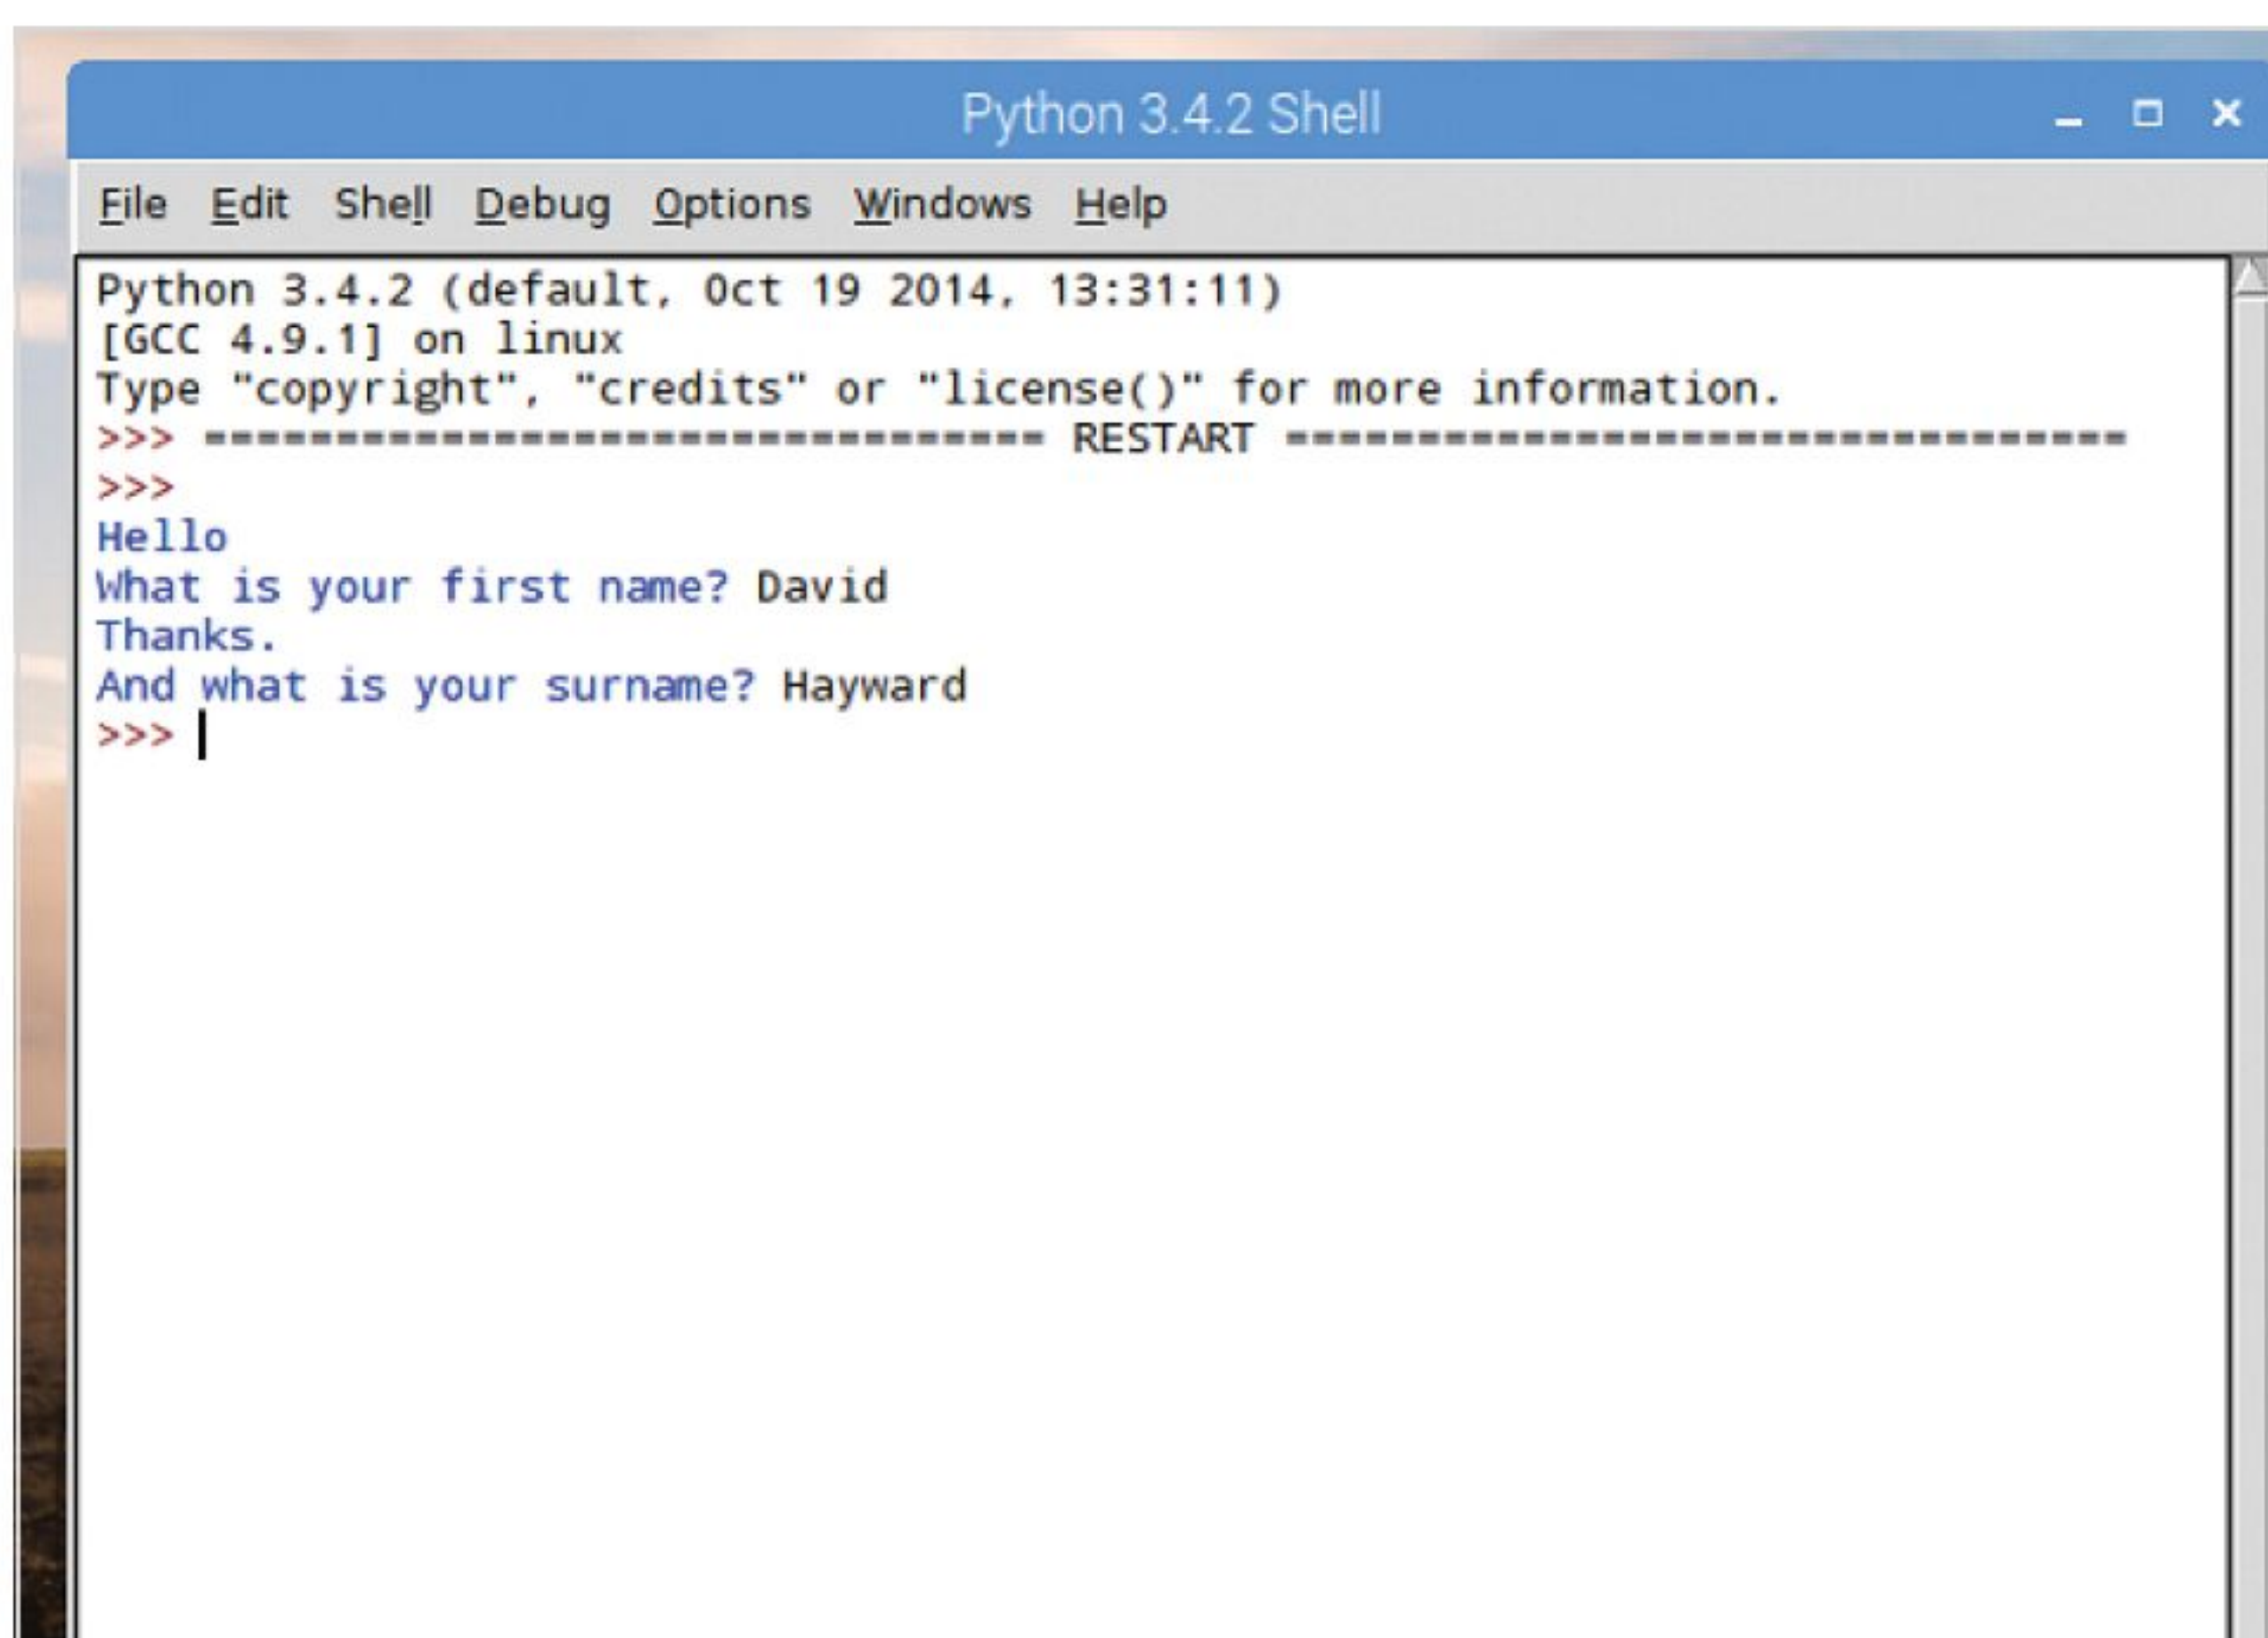 Python 3.4.2 Shell
File Edit Shell Debug Options Windows Help
Python 3.4.2 (default, Oct 19 2014, 13:31:11)
[GCC 4.9.1] on linux
Type "copyright", "credits" or "license()" for more information.
>>> ================================ RESTART ================================
>>>
Hello
What is your first name? David
Thanks.
And what is your surname? Hayward
>>>